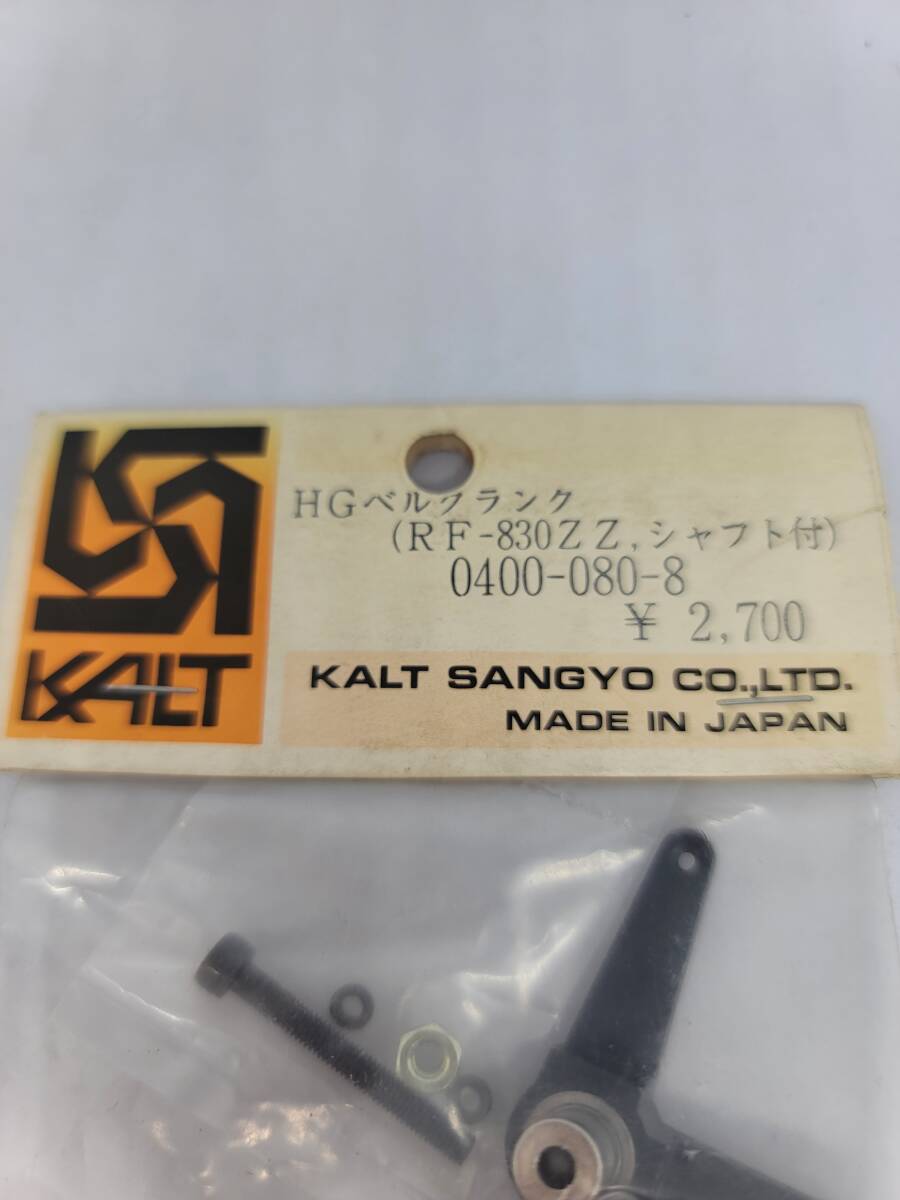 HGベルクランク
(RF-830ZZ,シャフト付)
0400-080-8
¥ 2,700
KALT
KALT SANGYO CO.,LTD.
MADE IN JAPAN